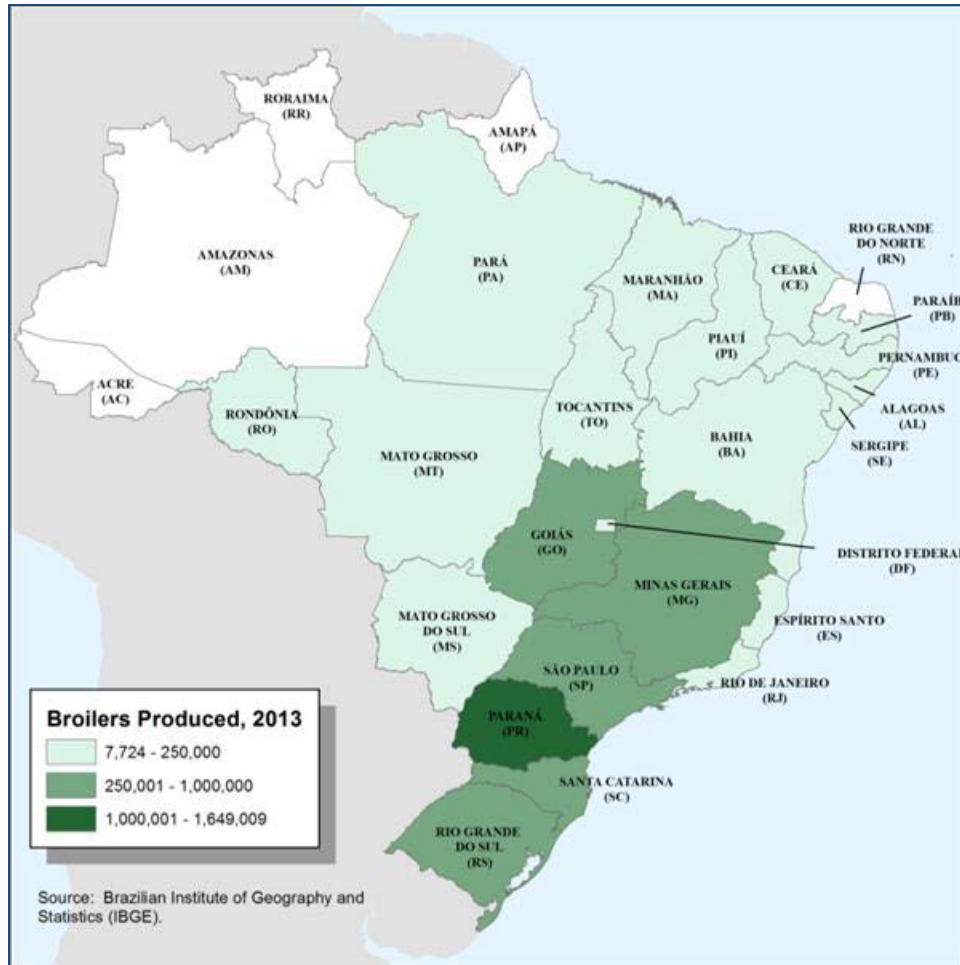 RORAIMA
(RR)
AMAPÁ
(AP)
AMAZONAS
(AM)
PARÁ
(PA)
MARANHÃO
(MA)
CEARÁ
(CE)
RIO GRANDE
DO NORTE
(RN)
PARAÍB
(PB)
PIAUÍ
(PI)
PERNAMBUC
(PE)
ACRE
(AC)
RONDÔNIA
(RO)
TOCANTINS
(TO)
ALAGOAS
(AL)
SERGIPE
(SE)
BAHIA
(BA)
MATO GROSSO
(MT)
GOIÁS
(GO)
DISTRITO FEDERAL
(DF)
MINAS GERAIS
(MG)
MATO GROSSO
DO SUL
(MS)
ESPÍRITO SANTO
(ES)
SÃO PAULO
(SP)
RIO DE JANEIRO
(RJ)
PARANÁ
(PR)
SANTA CATARINA
(SC)
RIO GRANDE
DO SUL
(RS)
Broilers Produced, 2013
7,724 - 250,000
250,001 - 1,000,000
1,000,001 - 1,649,009
Source: Brazilian Institute of Geography and
Statistics (IBGE).